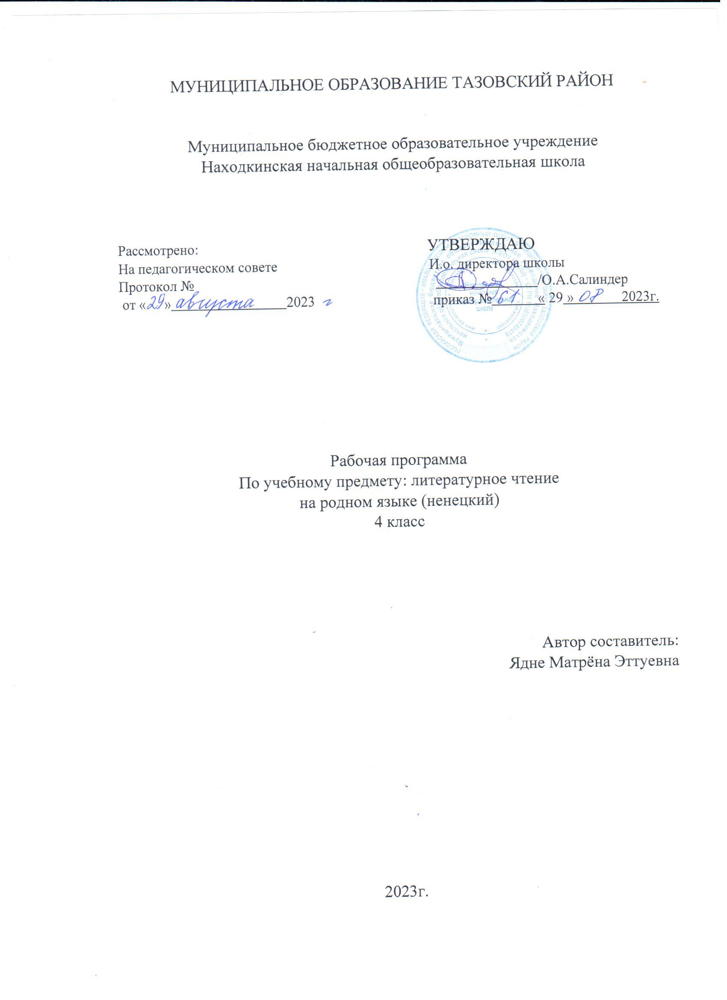 МУНИЦИПАЛЬНОЕ ОБРАЗОВАНИЕ ТАЗОВСКИЙ РАЙОН
Муниципальное бюджетное образовательное учреждение
Находкинская начальная общеобразовательная школа
Рассмотрено:
На педагогическом совете
Протокол №
от «29» августа 2023 г
УТВЕРЖДАЮ
И.о. директора школы
/О.А.Салиндер
приказ № 61 « 29 » 08 2023г.
школа
Рабочая программа
По учебному предмету: литературное чтение
на родном языке (ненецкий)
4 класс
Автор составитель:
Ядне Матрёна Эттуевна
2023г.